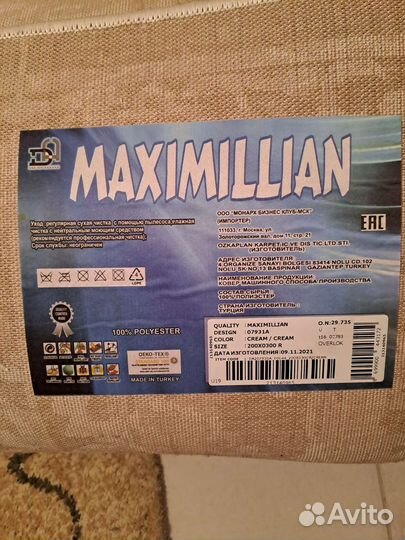 MAXIMILLIAN
Уход: регулярная сухая чистка, с помощью пылесоса, влажная
чистка с нейтральным моющим средством
(рекомендуется профессиональная чистка);
Срок службы: неограничен
ООО "МОНАРХ БИЗНЕС КЛУБ-МСК"
(ИМПОРТЕР)
111033, г. Москва, ул.
Золоторожский вал, дом 11, стр. 21
EAC
OZKAPLAN KARPET IC VE DIS TIC LTD.STI.
(ИЗГОТОВИТЕЛЬ)
АДРЕС ИЗГОТОВИТЕЛЯ
4.ORGANIZE SANAYI BOLGESI 83414 NOLU CD.102
NOLU SK NO.13 BASPINAR - GAZIANTEP,TURKEY
НАИМЕНОВАНИЕ ПРОДУКЦИИ
КОВЕР, МАШИННОГО СПОСОБА ПРОИЗВОДСТВА
СОСТАВ СЫРЬЯ
100% ПОЛИЭСТЕР
СТРАНА ИЗГОТОВИТЕЛЬ
ТУРЦИЯ
100% POLYESTER
OEKO-TEX®
MADE IN TURKEY
QUALITY : MAXIMILLIAN
DESIGN : 07931A
COLOR : CREAM / CREAM
SIZE : 200X0300 R
ДАТА ИЗГОТОВЛЕНИЯ :09.11.2021
ITEM CODE
O.N:29.735
T
OVERLOK
U19
Avito